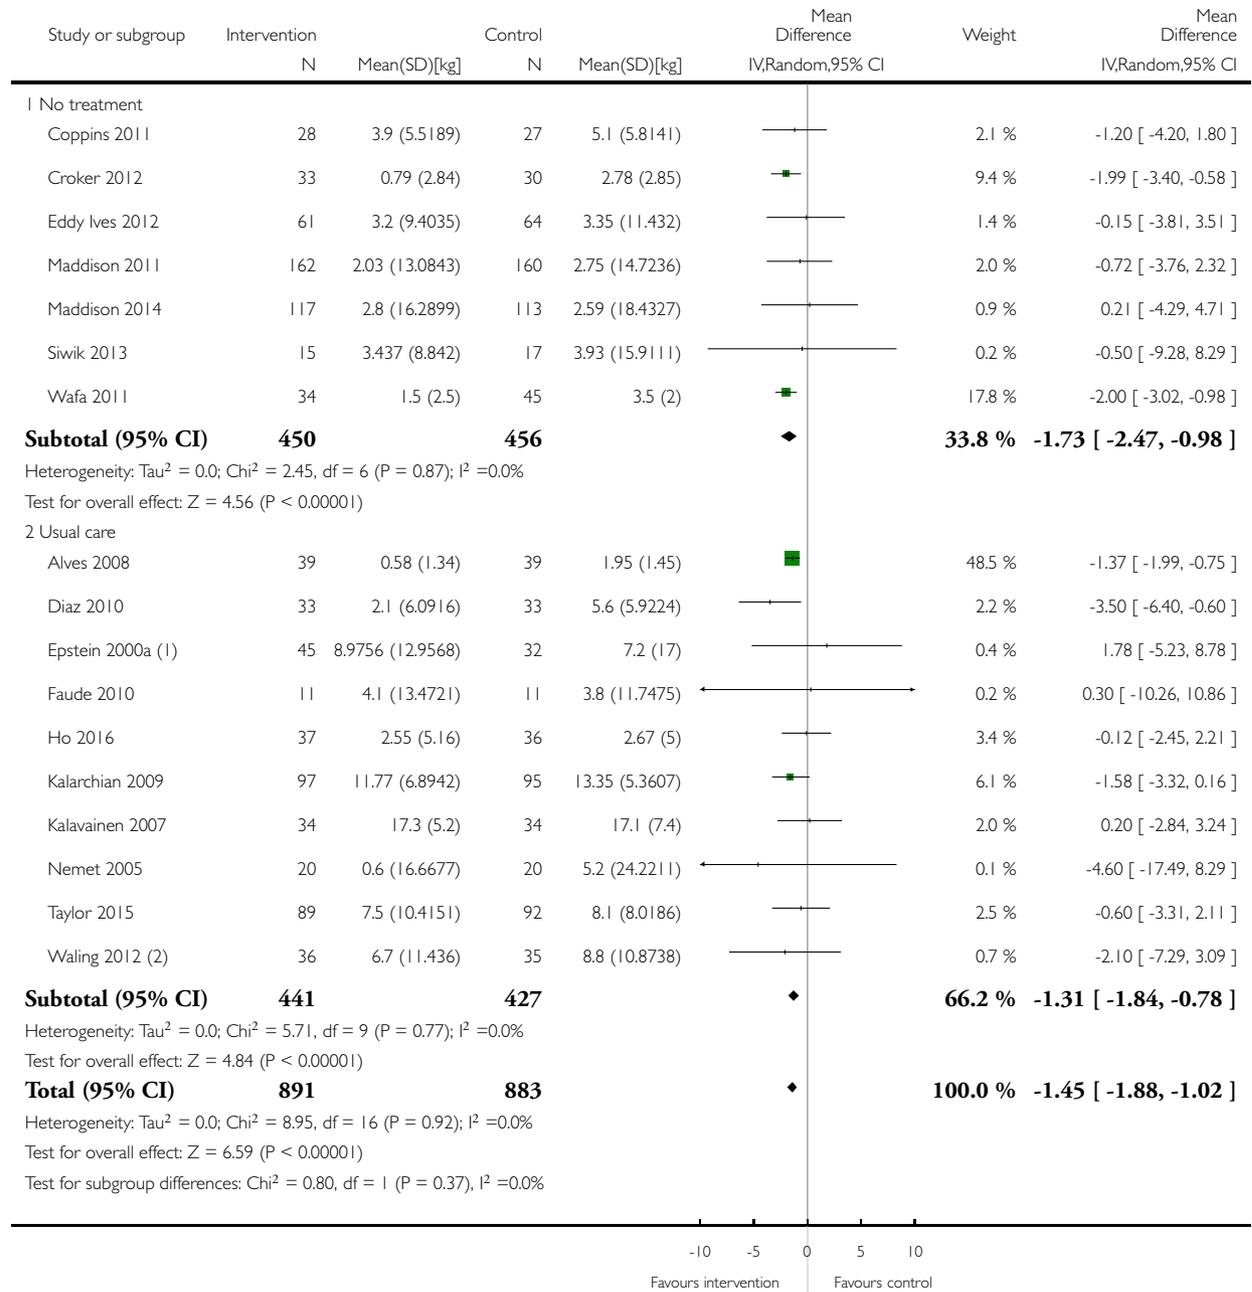 Mean Mean
Study or subgroup Intervention Control Difference Weight Difference
N Mean(SD)[kg] N Mean(SD)[kg] IV,Random,95% CI IV,Random,95% CI
1 No treatment
Coppins 2011 28 3.9 (5.5189) 27 5.1 (5.8141) 2.1 % -1.20 [ -4.20, 1.80 ]
Croker 2012 33 0.79 (2.84) 30 2.78 (2.85) 9.4 % -1.99 [ -3.40, -0.58 ]
Eddy Ives 2012 61 3.2 (9.4035) 64 3.35 (11.432) 1.4 % -0.15 [ -3.81, 3.51 ]
Maddison 2011 162 2.03 (13.0843) 160 2.75 (14.7236) 2.0 % -0.72 [ -3.76, 2.32 ]
Maddison 2014 117 2.8 (16.2899) 113 2.59 (18.4327) 0.9 % 0.21 [ -4.29, 4.71 ]
Siwik 2013 15 3.437 (8.842) 17 3.93 (15.9111) 0.2 % -0.50 [ -9.28, 8.29 ]
Wafa 2011 34 1.5 (2.5) 45 3.5 (2) 17.8 % -2.00 [ -3.02, -0.98 ]
Subtotal (95% CI) 450 456 33.8 % -1.73 [ -2.47, -0.98 ]
Heterogeneity: Tau² = 0.0; Chi² = 2.45, df = 6 (P = 0.87); I² =0.0%
Test for overall effect: Z = 4.56 (P < 0.00001)
2 Usual care
Alves 2008 39 0.58 (1.34) 39 1.95 (1.45) 48.5 % -1.37 [ -1.99, -0.75 ]
Diaz 2010 33 2.1 (6.0916) 33 5.6 (5.9224) 2.2 % -3.50 [ -6.40, -0.60 ]
Epstein 2000a (1) 45 8.9756 (12.9568) 32 7.2 (17) 0.4 % 1.78 [ -5.23, 8.78 ]
Faude 2010 11 4.1 (13.4721) 11 3.8 (11.7475) 0.2 % 0.30 [ -10.26, 10.86 ]
Ho 2016 37 2.55 (5.16) 36 2.67 (5) 3.4 % -0.12 [ -2.45, 2.21 ]
Kalarchian 2009 97 11.77 (6.8942) 95 13.35 (5.3607) 6.1 % -1.58 [ -3.32, 0.16 ]
Kalavainen 2007 34 17.3 (5.2) 34 17.1 (7.4) 2.0 % 0.20 [ -2.84, 3.24 ]
Nemet 2005 20 0.6 (16.6677) 20 5.2 (24.2211) 0.1 % -4.60 [ -17.49, 8.29 ]
Taylor 2015 89 7.5 (10.4151) 92 8.1 (8.0186) 2.5 % -0.60 [ -3.31, 2.11 ]
Waling 2012 (2) 36 6.7 (11.436) 35 8.8 (10.8738) 0.7 % -2.10 [ -7.29, 3.09 ]
Subtotal (95% CI) 441 427 66.2 % -1.31 [ -1.84, -0.78 ]
Heterogeneity: Tau² = 0.0; Chi² = 5.71, df = 9 (P = 0.77); I² =0.0%
Test for overall effect: Z = 4.84 (P < 0.00001)
Total (95% CI) 891 883 100.0 % -1.45 [ -1.88, -1.02 ]
Heterogeneity: Tau² = 0.0; Chi² = 8.95, df = 16 (P = 0.92); I² =0.0%
Test for overall effect: Z = 6.59 (P < 0.00001)
Test for subgroup differences: Chi² = 0.80, df = 1 (P = 0.37), I² =0.0%
-10 -5 0 5 10
Favours intervention Favours control